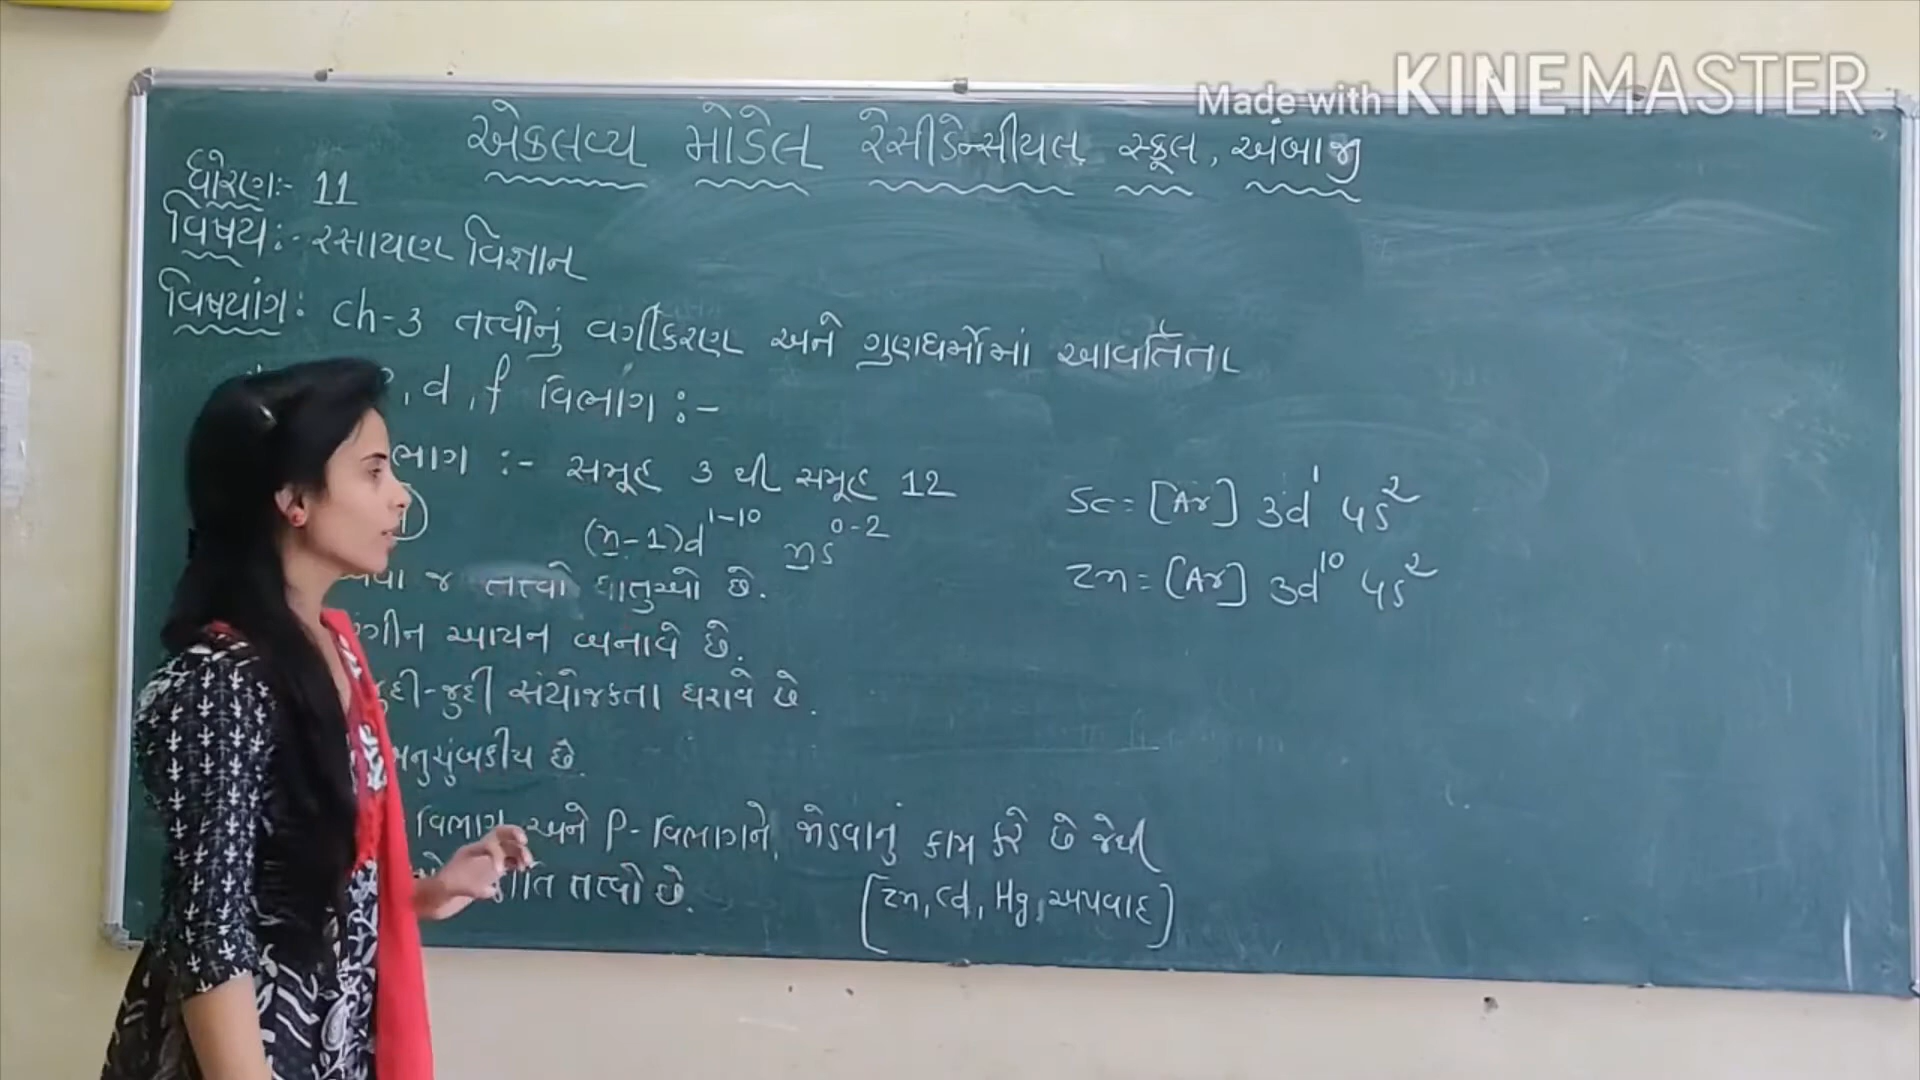 Made with KINEMASTER
એકલવ્ય મોડેલ રેસીડેન્સીયલ સ્કૂલ, અંબાજી
ધોરણ:- 11
વિષય:- રસાયણ વિજ્ઞાન
વિષયાંગ: ch-3 તત્વોનું વર્ગીકરણ અને ગુણધર્મોમાં આવર્તિતા
, d , f વિભાગ :-
ભાગ :- સમૂહ 3 થી સમૂહ 12
(n-1)d¹⁻¹⁰ ns⁰⁻²
જ તત્વો ધાતુઓ છે.
ગીન આયન બનાવે છે.
જુદી-જુદી સંયોજકતા ધરાવે છે.
અનુચુંબકીય છે.
વિભાગ અને P-વિભાગને જોડવાનું કામ કરે છે જેથી
તત્વો છે.
[Zn, Cd, Hg, અપવાદ]
Sc = [Ar] 3d¹ 4s²
Zn = [Ar] 3d¹⁰ 4s²